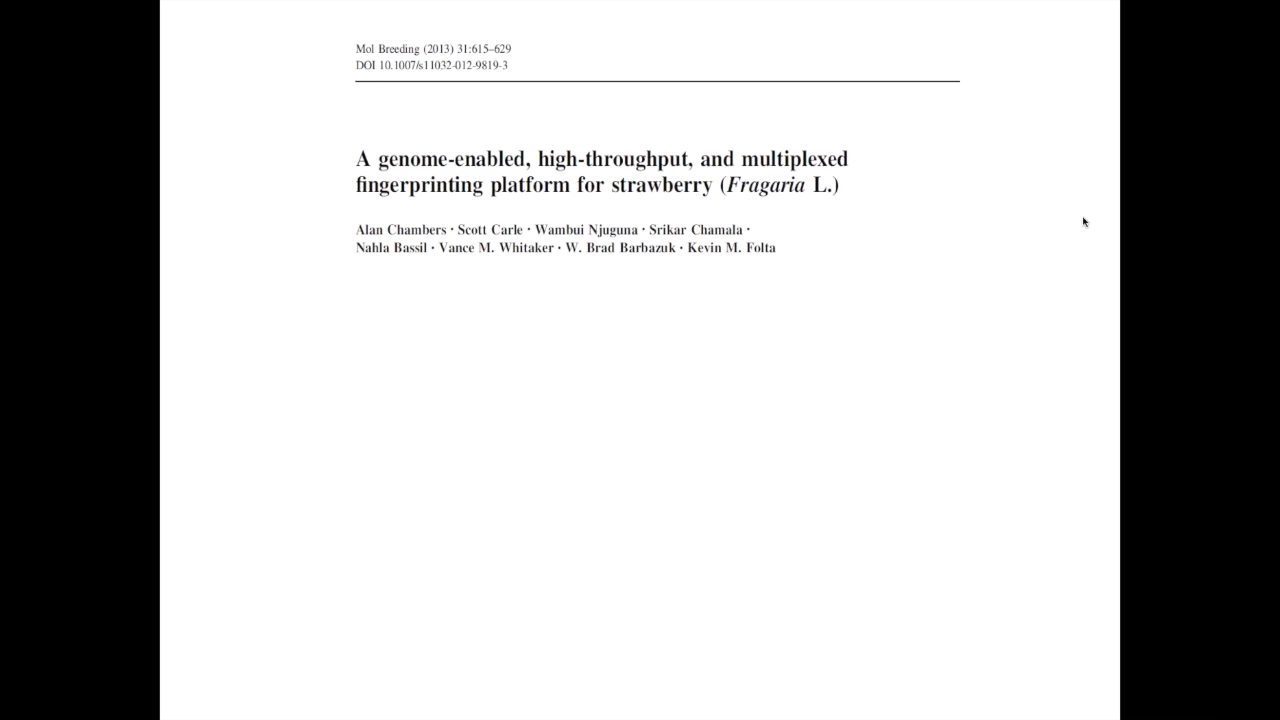 Mol Breeding (2013) 31:615–629
DOI 10.1007/s11032-012-9819-3
A genome-enabled, high-throughput, and multiplexed
fingerprinting platform for strawberry (Fragaria L.)
Alan Chambers · Scott Carle · Wambui Njuguna · Srikar Chamala ·
Nahla Bassil · Vance M. Whitaker · W. Brad Barbazuk · Kevin M. Folta